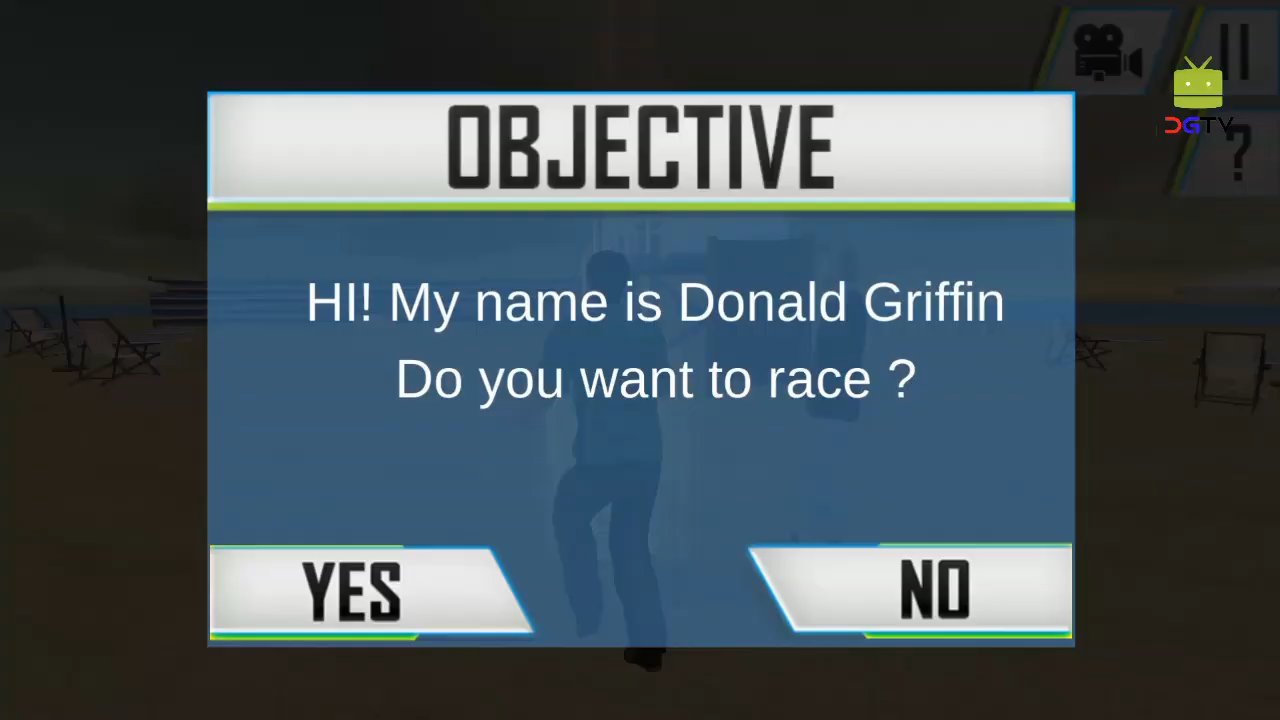 DGTV
?
OBJECTIVE
HI! My name is Donald Griffin
Do you want to race ?
YES
NO